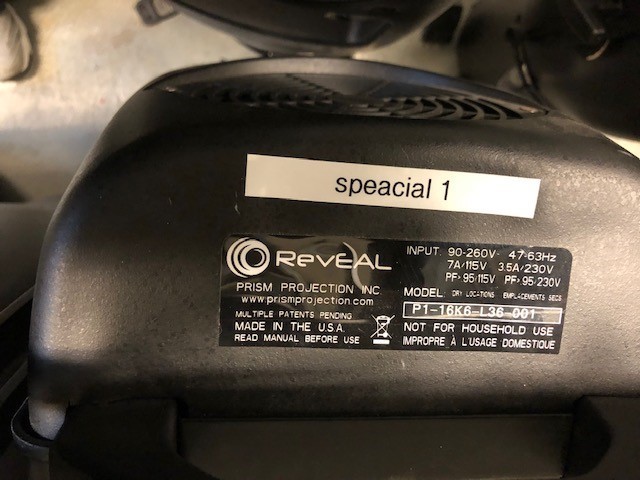 speacial 1
ReVEAL
PRISM PROJECTION INC
www.prismprojection.com
MULTIPLE PATENTS PENDING
MADE IN THE U.S.A.
READ MANUAL BEFORE USE
INPUT: 90-260V 47-63Hz
7A/115V 3.5A/230V
PF>.95/115V PF>.95/230V
MODEL: DRY LOCATIONS EMPLACEMENTS SECS
P1-16K6-L36-001
NOT FOR HOUSEHOLD USE
IMPROPRE À L'USAGE DOMESTIQUE